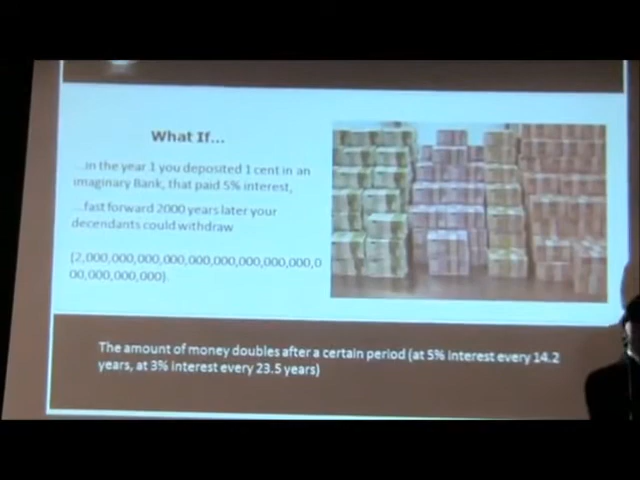 What If...
...in the year 1 you deposited 1 cent in an
imaginary Bank, that paid 5% interest,
...fast forward 2000 years later your
decendants could withdraw
(2,000,000,000,000,000,000,000,000,000,000,0
00,000,000,000).
The amount of money doubles after a certain period (at 5% interest every 14.2
years, at 3% interest every 23.5 years)